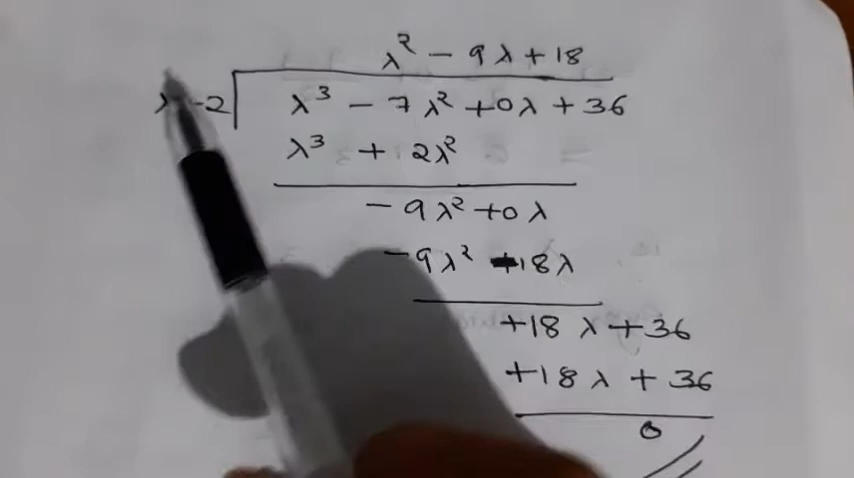 λ² - 9λ + 18
λ - 2 λ³ - 7λ² + 0λ + 36
λ³ + 2λ²
- 9λ² + 0λ
- 9λ² - 18λ
+18λ + 36
+18λ + 36
0